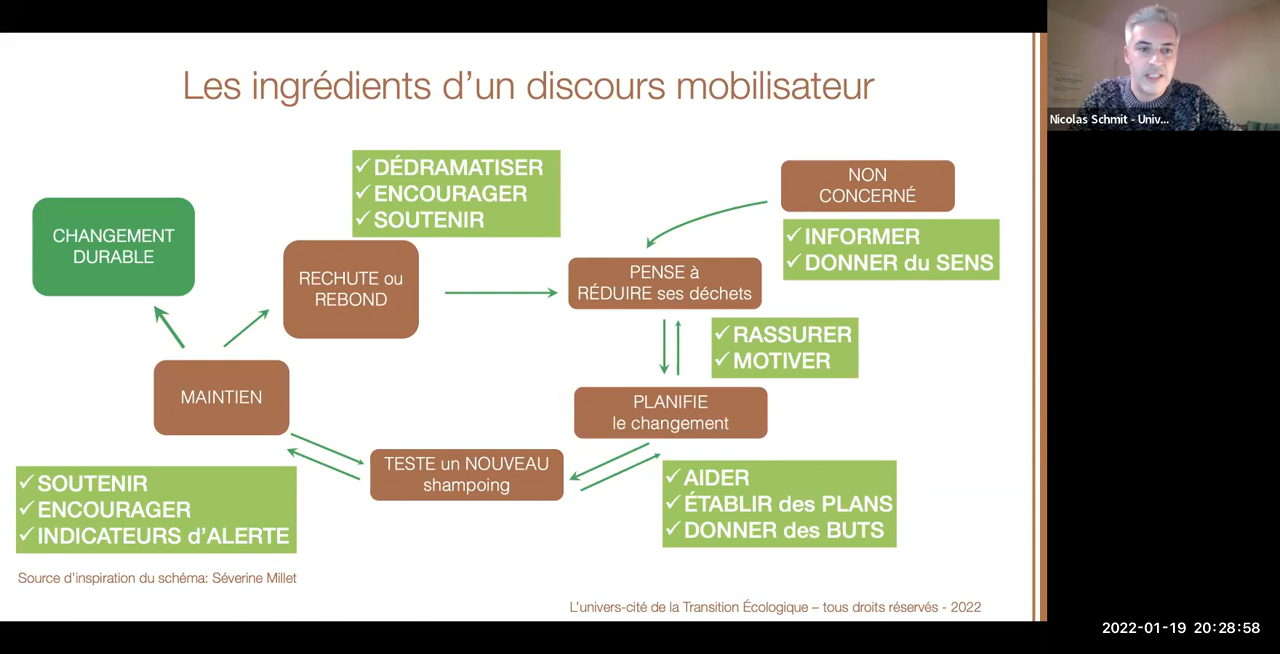 Les ingrédients d'un discours mobilisateur
Nicolas Schmit - Univ...
✓ DÉDRAMATISER
✓ ENCOURAGER
✓ SOUTENIR
NON
CONCERNÉ
✓ INFORMER
✓ DONNER du SENS
CHANGEMENT
DURABLE
RECHUTE ou
REBOND
PENSE à
RÉDUIRE ses déchets
✓ RASSURER
✓ MOTIVER
MAINTIEN
PLANIFIE
le changement
TESTE un NOUVEAU
shampoing
✓ AIDER
✓ ÉTABLIR des PLANS
✓ DONNER des BUTS
✓ SOUTENIR
✓ ENCOURAGER
✓ INDICATEURS d'ALERTE
Source d'inspiration du schéma: Séverine Millet
L'univers-cité de la Transition Écologique – tous droits réservés - 2022
2022-01-19 20:28:58